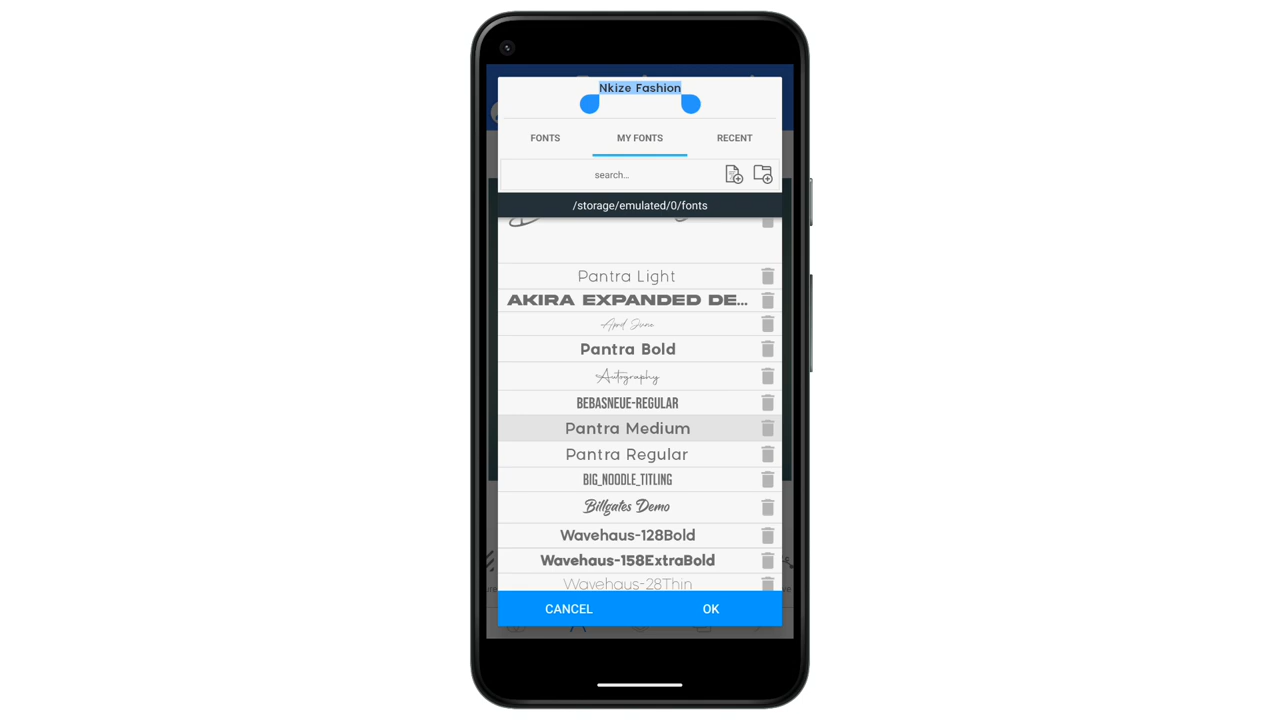 Nkize Fashion
FONTS MY FONTS RECENT
search...
/storage/emulated/0/fonts
Pantra Light
AKIRA EXPANDED DE...
April June
Pantra Bold
Autography
BEBASNEUE-REGULAR
Pantra Medium
Pantra Regular
BIG_NOODLE_TITLING
Billgates Demo
Wavehaus-128Bold
Wavehaus-158ExtraBold
Wavehaus-28Thin
CANCEL OK